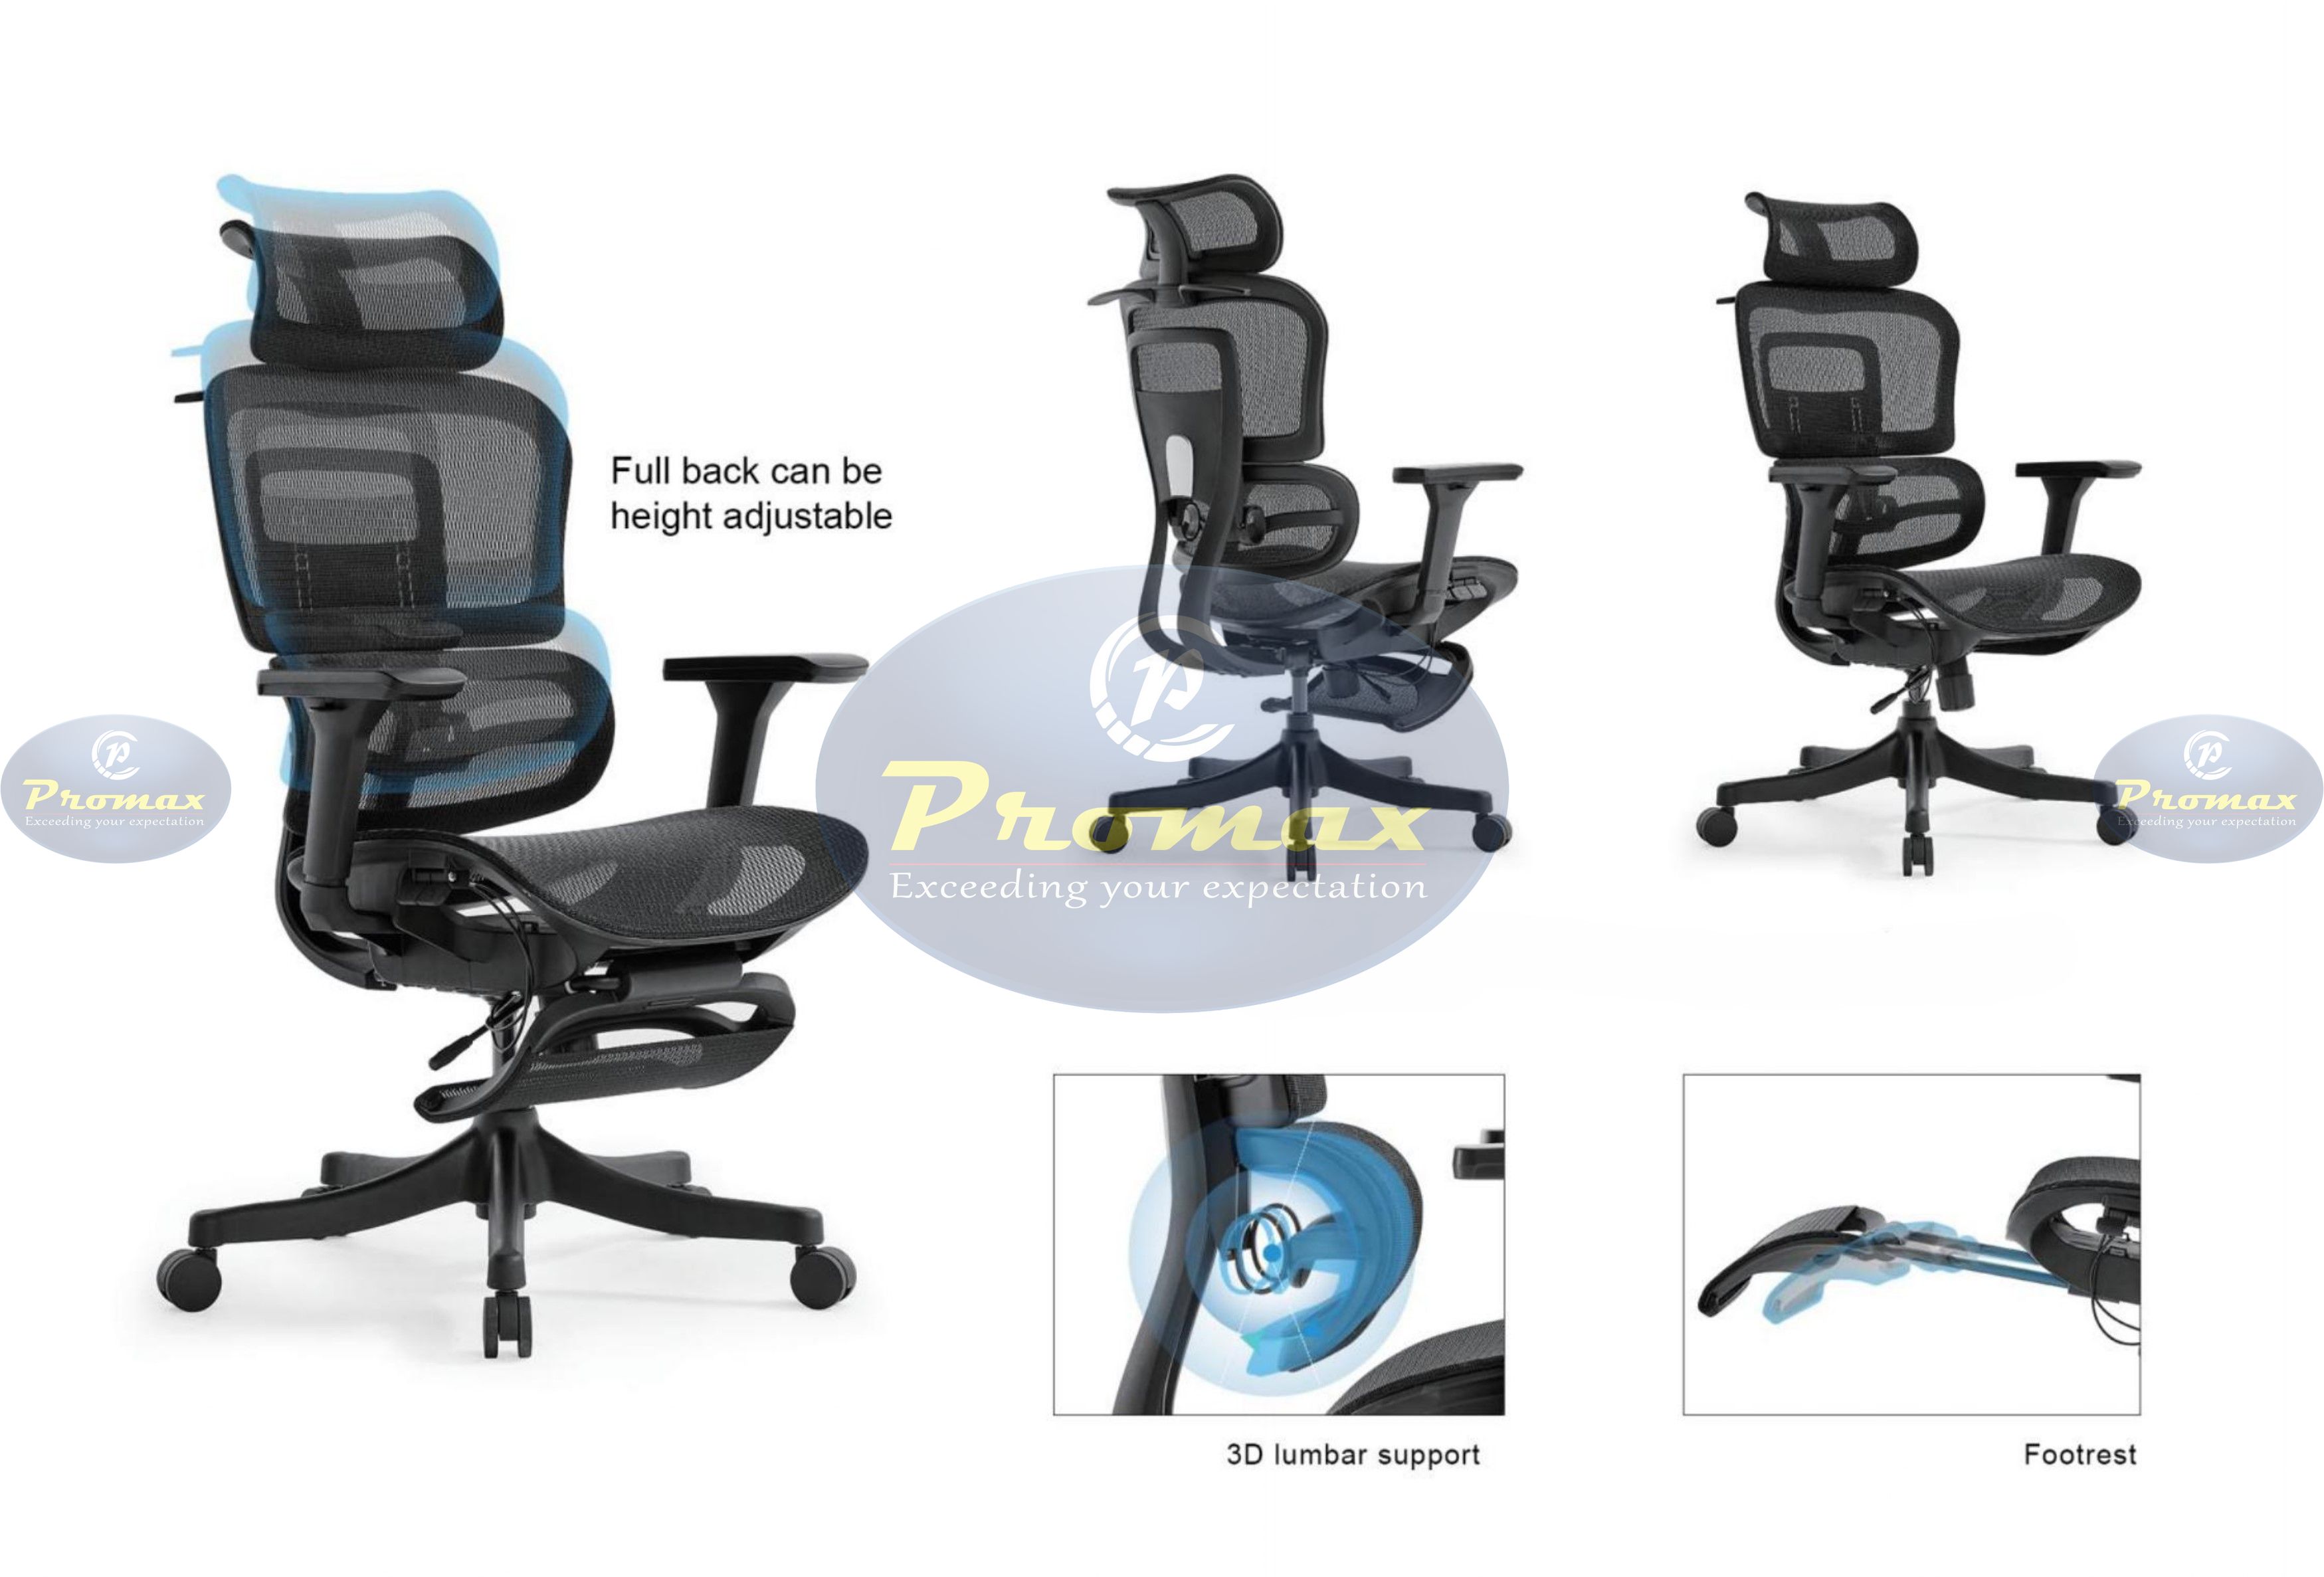 Full back can be
height adjustable
Promax
Exceeding your expectation
Promax
Exceeding your expectation
Promax
Exceeding your expectation
3D lumbar support
Footrest